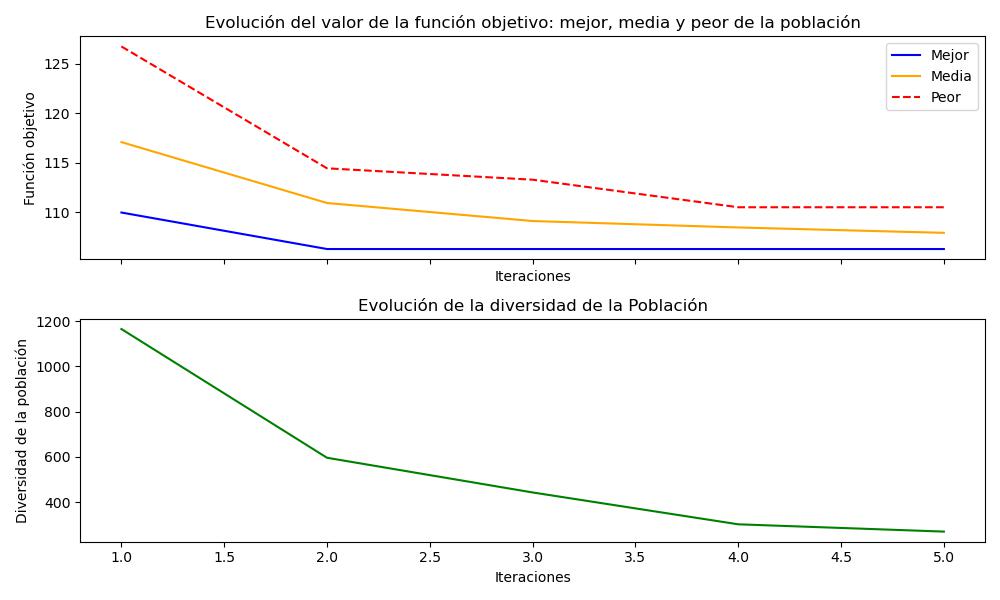 Evolución del valor de la función objetivo: mejor, media y peor de la población
Función objetivo
125
120
115
110
Mejor
Media
Peor
Iteraciones
Evolución de la diversidad de la Población
Diversidad de la población
1200
1000
800
600
400
1.0 1.5 2.0 2.5 3.0 3.5 4.0 4.5 5.0
Iteraciones